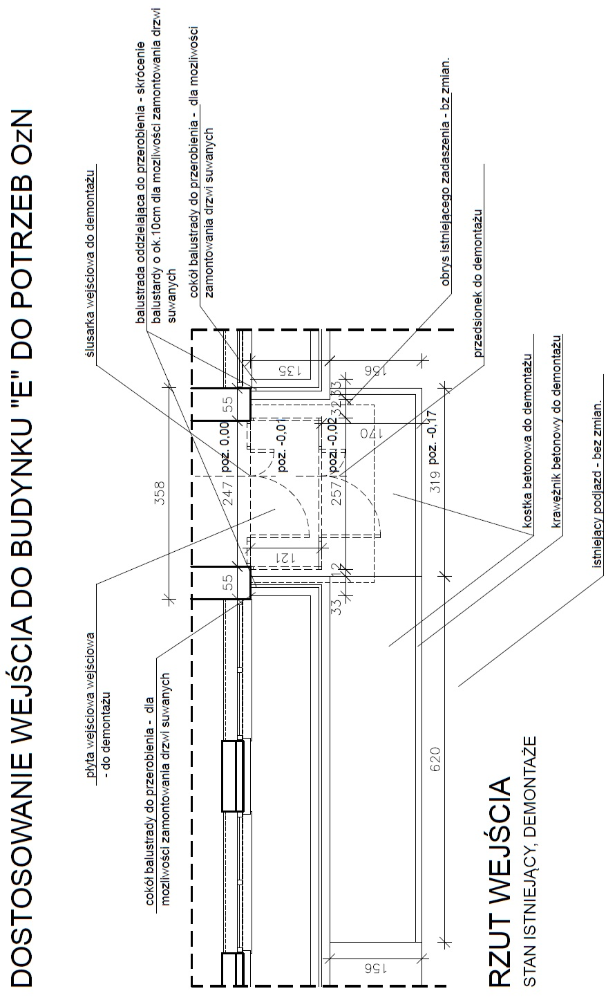 DOSTOSOWANIE WEJŚCIA DO BUDYNKU "E" DO POTRZEB OzN
płyta wejściowa wejściowa
- do demontażu
ślusarka wejściowa do demontażu
balustrada oddzielająca do przerobienia - skrócenie
balustardy o ok.10cm dla mozliwości zamontowania drzwi
suwanych
cokół balustrady do przerobienia - dla
mozliwości zamontowania drzwi suwanych
cokół balustrady do przerobienia - dla mozliwości
zamontowania drzwi suwanych
358
55
247
poz. 0,00
55
121
poz. -0,01
135
33
12
257
poz. -0,02
32
33
156
170
620
319
poz. -0,17
156
obrys istniejącego zadaszenia - bz zmian.
przedsionek do demontażu
kostka betonowa do demontażu
krawężnik betonowy do demontażu
istniejący podjazd - bez zmian.
RZUT WEJŚCIA
STAN ISTNIEJĄCY, DEMONTAŻE